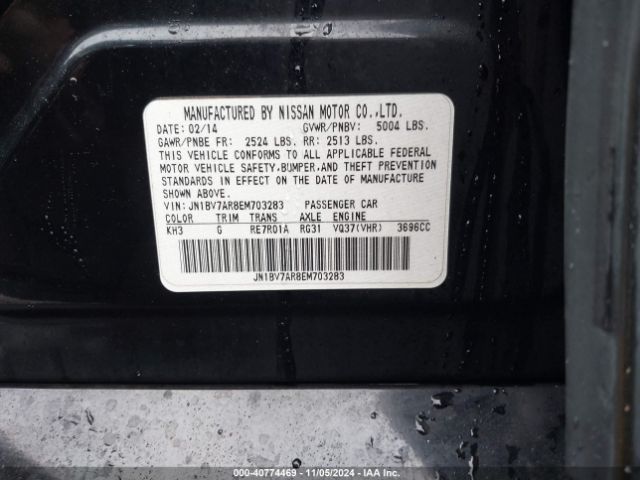 MANUFACTURED BY NISSAN MOTOR CO.,LTD.
DATE: 02/14 GVWR/PNBV: 5004 LBS.
GAWR/PNBE FR: 2524 LBS. RR: 2513 LBS.
THIS VEHICLE CONFORMS TO ALL APPLICABLE FEDERAL
MOTOR VEHICLE SAFETY,BUMPER,AND THEFT PREVENTION
STANDARDS IN EFFECT ON THE DATE OF MANUFACTURE
SHOWN ABOVE.
VIN: JN1BV7AR8EM703283 PASSENGER CAR
COLOR TRIM TRANS AXLE ENGINE
KH3 G RE7R01A RG31 VQ37(VHR) 3696CC
JN1BV7AR8EM703283
000-40774469 - 11/05/2024 - IAA Inc.